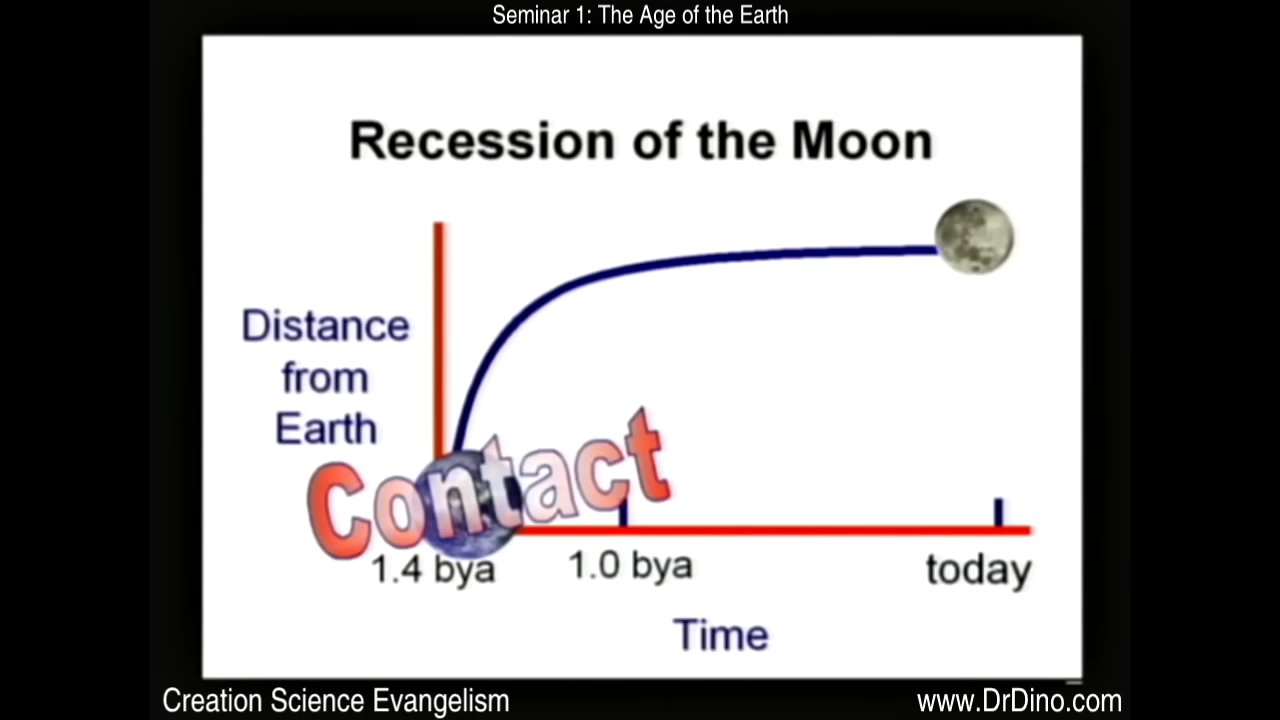 Seminar 1: The Age of the Earth
Recession of the Moon
Distance
from
Earth
Contact
1.4 bya
1.0 bya
today
Time
Creation Science Evangelism
www.DrDino.com